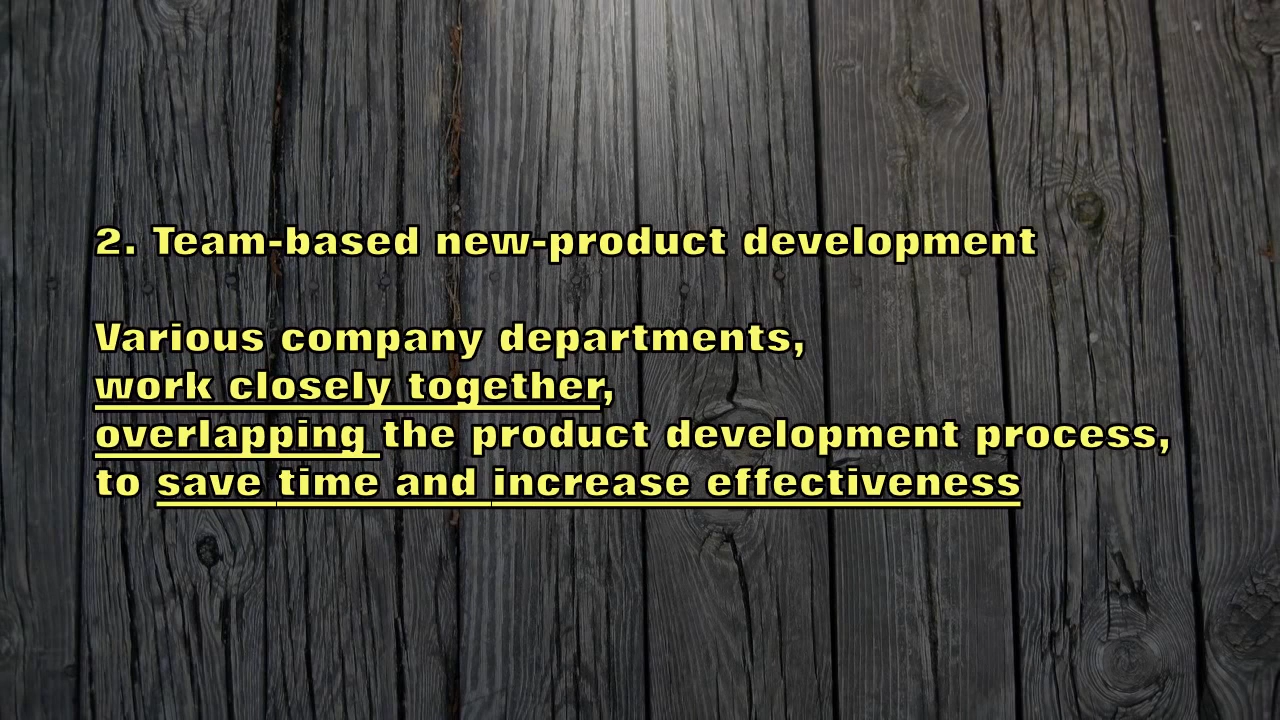 2. Team-based new-product development
Various company departments,
work closely together,
overlapping the product development process,
to save time and increase effectiveness